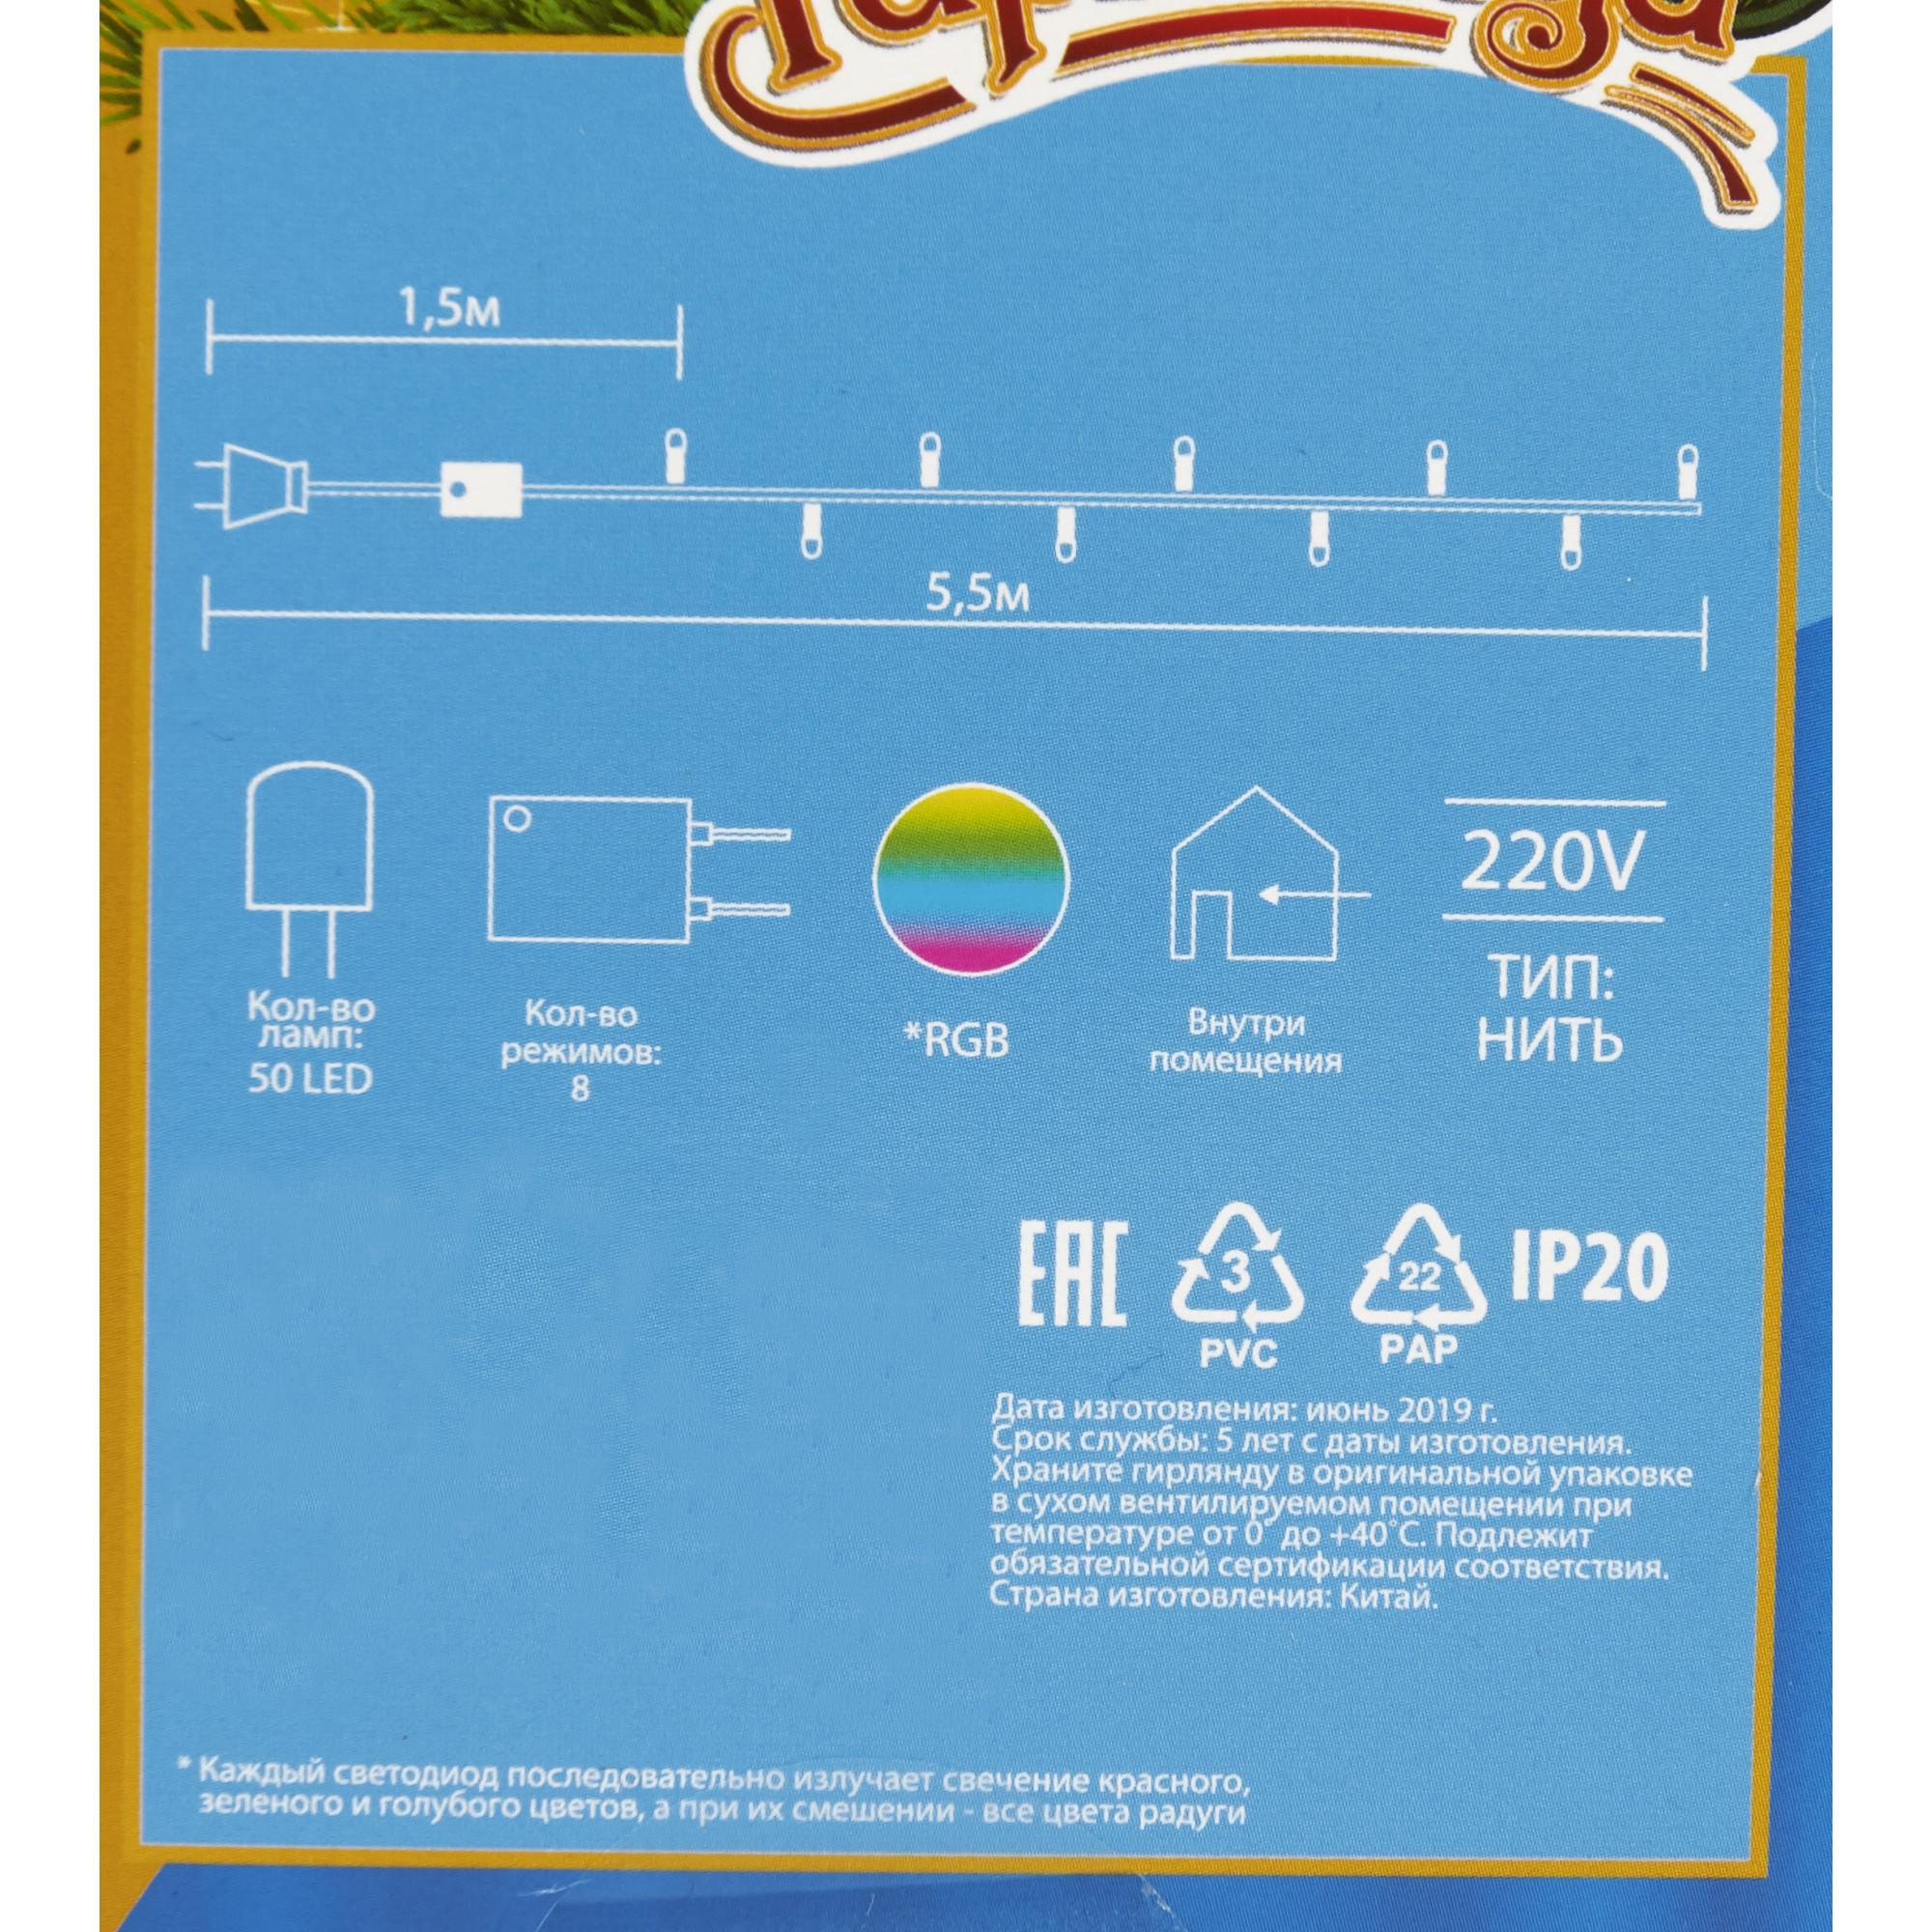 1,5м
5,5м
Кол-во
ламп:
50 LED
Кол-во
режимов:
8
*RGB
Внутри
помещения
220V
ТИП:
НИТЬ
EAC
3
PVC
22
PAP
IP20
Дата изготовления: июнь 2019 г.
Срок службы: 5 лет с даты изготовления.
Храните гирлянду в оригинальной упаковке
в сухом вентилируемом помещении при
температуре от 0° до +40°С. Подлежит
обязательной сертификации соответствия.
Страна изготовления: Китай.
* Каждый светодиод последовательно излучает свечение красного,
зеленого и голубого цветов, а при их смешении - все цвета радуги